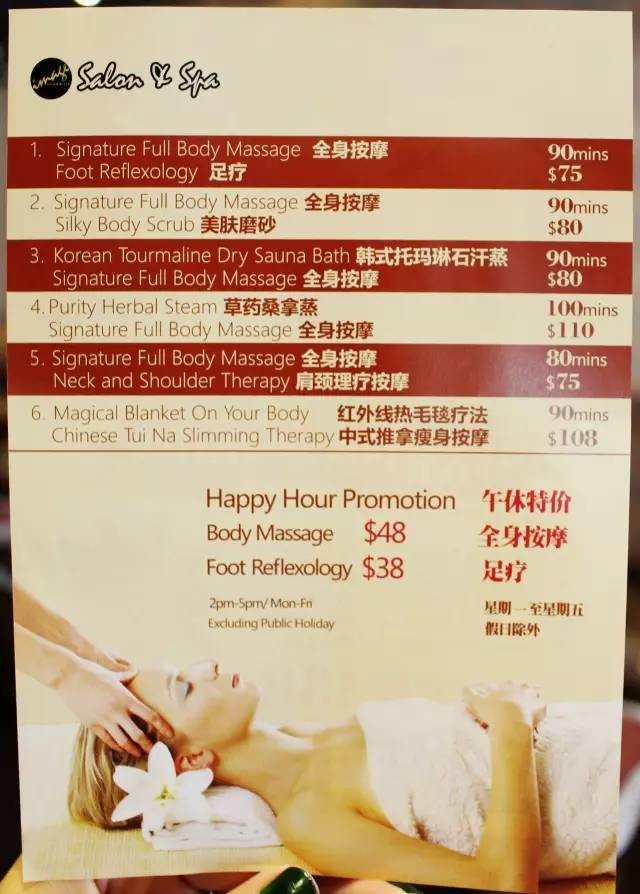 image Salon & Spa
1. Signature Full Body Massage 全身按摩 90mins
Foot Reflexology 足疗 $75
2. Signature Full Body Massage 全身按摩 90mins
Silky Body Scrub 美肤磨砂 $80
3. Korean Tourmaline Dry Sauna Bath 韩式托玛琳石汗蒸 90mins
Signature Full Body Massage 全身按摩 $80
4. Purity Herbal Steam 草药桑拿蒸 100mins
Signature Full Body Massage 全身按摩 $110
5. Signature Full Body Massage 全身按摩 80mins
Neck and Shoulder Therapy 肩颈理疗按摩 $75
6. Magical Blanket On Your Body 红外线热毛毯疗法 90mins
Chinese Tui Na Slimming Therapy 中式推拿瘦身按摩 $108
Happy Hour Promotion 午休特价
Body Massage $48 全身按摩
Foot Reflexology $38 足疗
2pm-5pm/ Mon-Fri 星期一至星期五
Excluding Public Holiday 假日除外